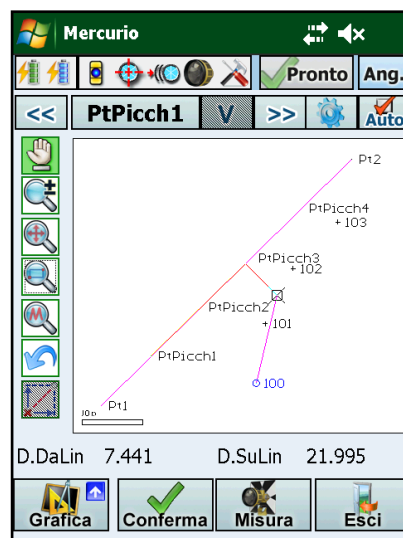 Mercurio
Pronto Ang.
<< PtPicch1 V >> Auto
Pt2
PtPicch4
+ 103
PtPicch3
+ 102
PtPicch2
+ 101
PtPicch1
100
Pt1
M
D.DaLin 7.441 D.SuLin 21.995
Grafica Conferma Misura Esci